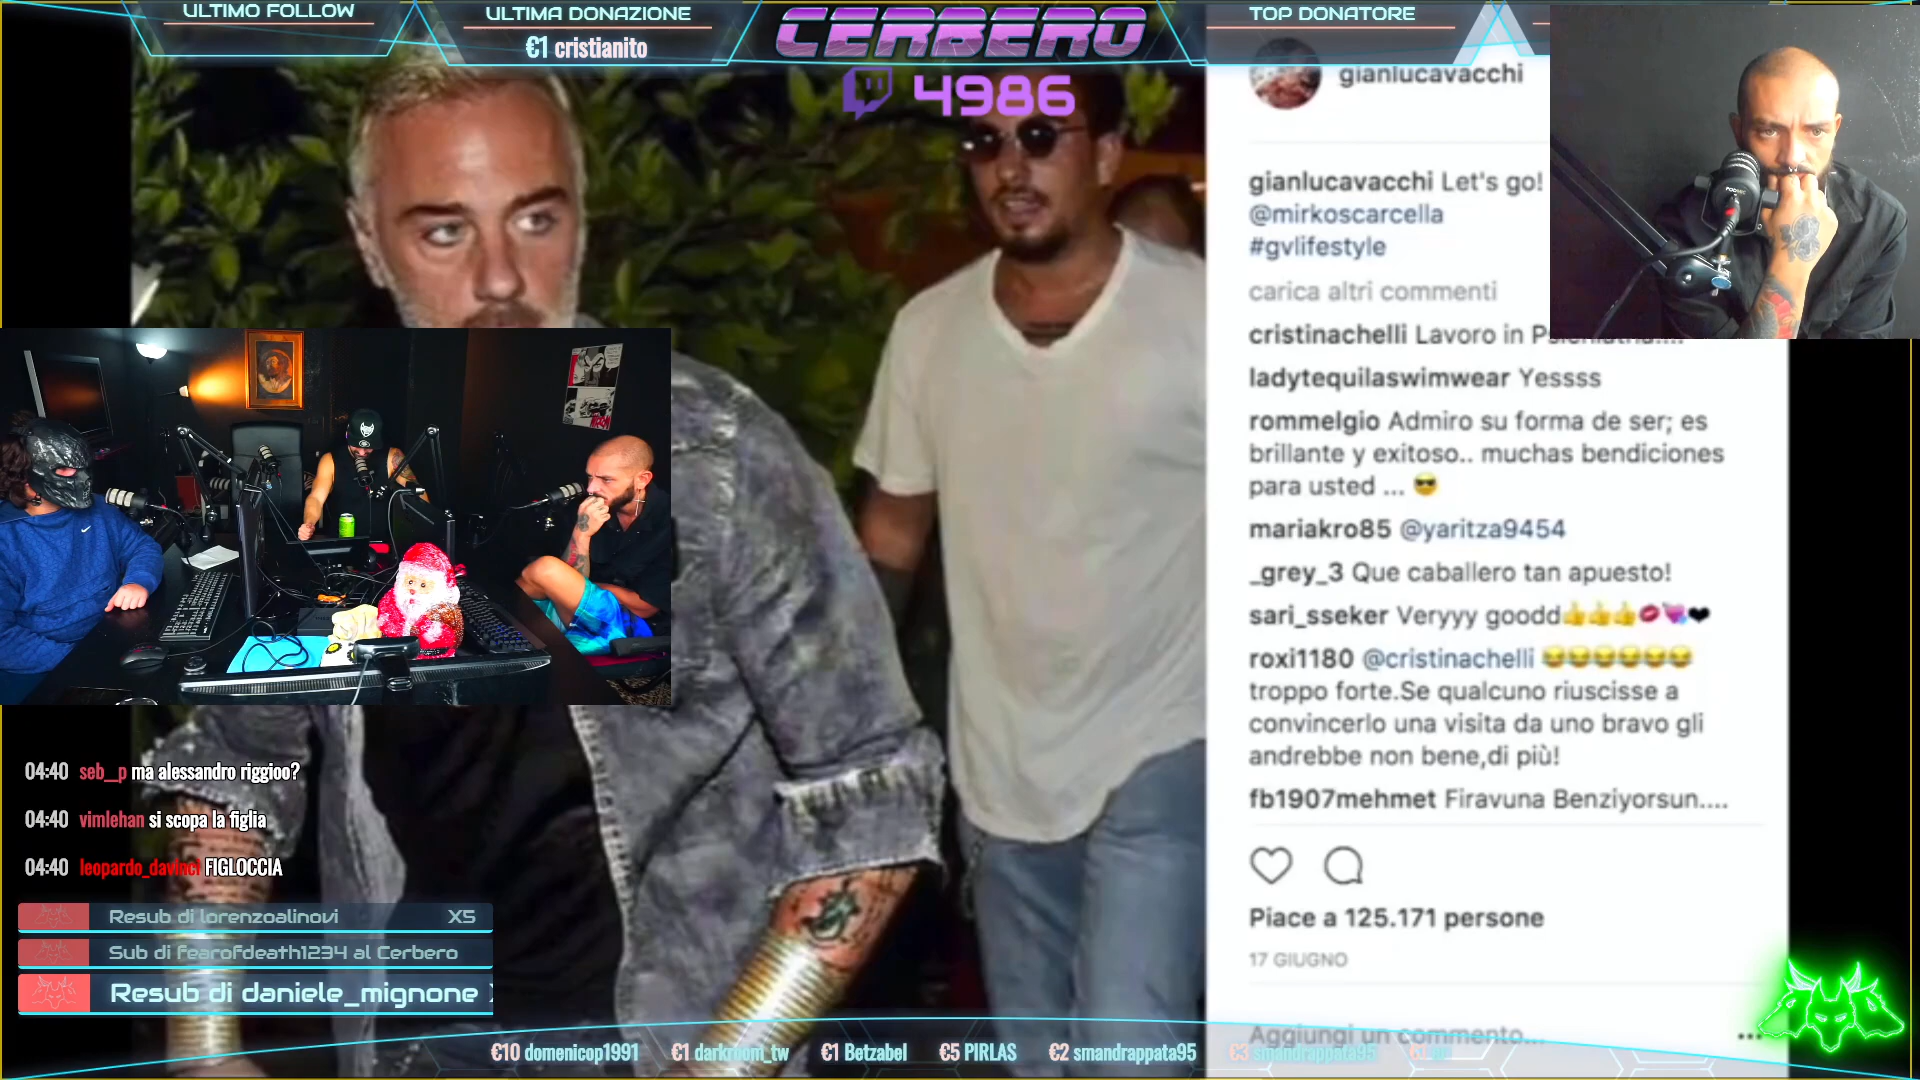 ULTIMO FOLLOW
ULTIMA DONAZIONE
€1 cristianito
CERBERO
4986
TOP DONATORE
gianlucavacchi
gianlucavacchi Let's go!
@mirkoscarcella
#gvlifestyle
carica altri commenti
cristinachelli Lavoro in
ladytequilaswimwear Yessss
rommelgio Admiro su forma de ser; es
brillante y exitoso.. muchas bendiciones
para usted ... 😎
mariakro85 @yaritza9454
_grey_3 Que caballero tan apuesto!
sari_sseker Veryyy goodd👍👍👍💋💘❤
roxi1180 @cristinachelli 😂😂😂😂😂😂
troppo forte.Se qualcuno riuscisse a
convincerlo una visita da uno bravo gli
andrebbe non bene,di più!
fb1907mehmet Firavuna Benziyorsun....
Piace a 125.171 persone
17 GIUGNO
Aggiungi un commento...
04:40 seb__p ma alessandro riggioo?
04:40 vimlehan si scopa la figlia
04:40 leopardo_davinci FIGLOCCIA
Resub di lorenzoalinovi X5
Sub di fearofdeath1234 al Cerbero
Resub di daniele_mignone
€10 domenicop1991 €1 darkroom_tw €1 Betzabel €5 PIRLAS €2 smandrappata95 €3 smandrappata95